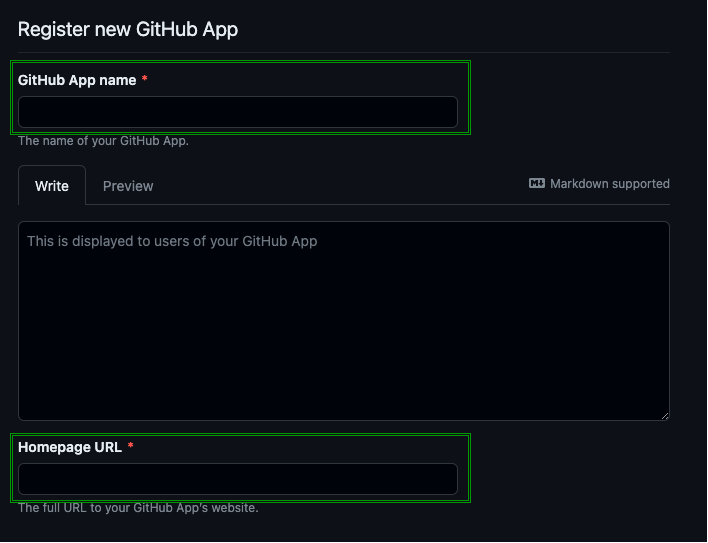 Register new GitHub App
GitHub App name *
The name of your GitHub App.
Write Preview Markdown supported
This is displayed to users of your GitHub App
Homepage URL *
The full URL to your GitHub App's website.